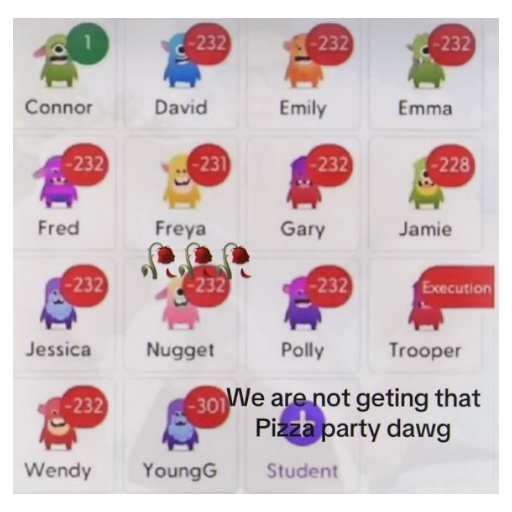 1 -232 -232 -232
Connor David Emily Emma
-232 -231 -232 -228
Fred Freya Gary Jamie
-232 -232 -232 Execution
Jessica Nugget Polly Trooper
-232 -301 We are not geting that
Pizza party dawg
Wendy YoungG Student